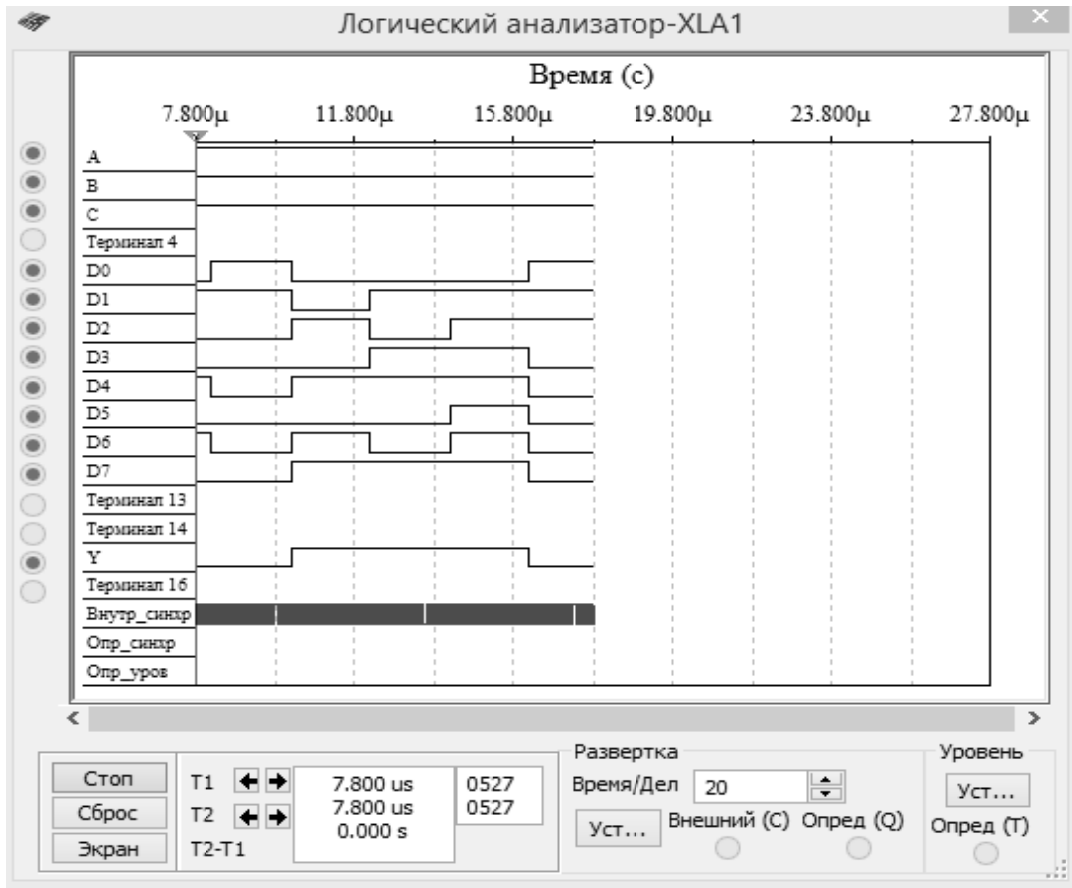 Логический анализатор-XLA1
Время (с)
7.800µ 11.800µ 15.800µ 19.800µ 23.800µ 27.800µ
A
B
C
Терминал 4
D0
D1
D2
D3
D4
D5
D6
D7
Терминал 13
Терминал 14
Y
Терминал 16
Внутр_синхр
Опр_синхр
Опр_уров
Стоп
Сброс
Экран
T1
T2
T2-T1
7.800 us
7.800 us
0.000 s
0527
0527
Развертка
Время/Дел 20
Уст... Внешний (C) Опред (Q)
Уровень
Уст...
Опред (T)